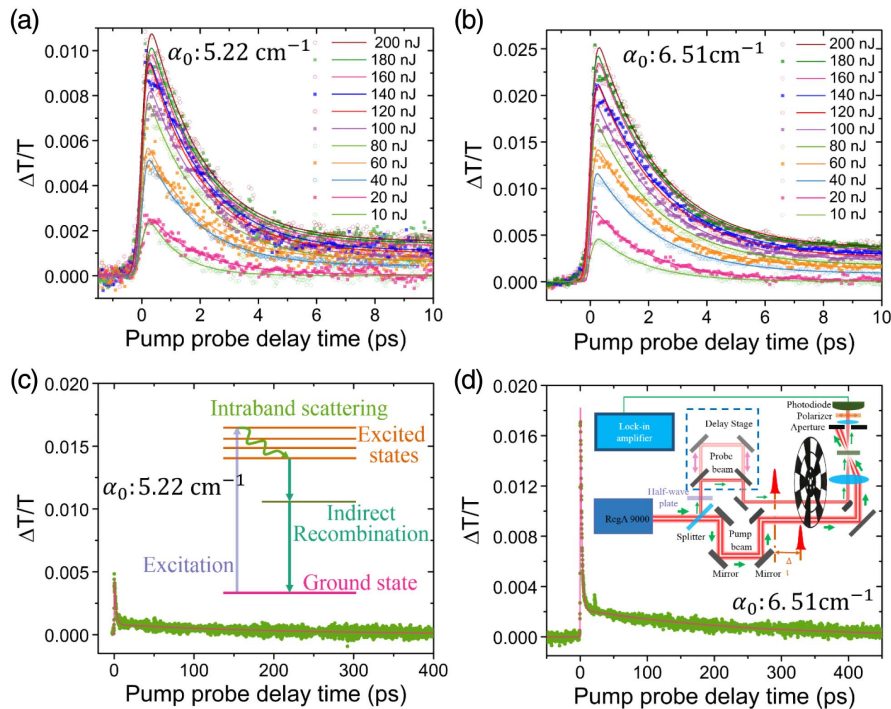 (a)
α₀: 5.22 cm⁻¹
200 nJ
180 nJ
160 nJ
140 nJ
120 nJ
100 nJ
80 nJ
60 nJ
40 nJ
20 nJ
10 nJ
0.010
0.008
0.006
0.004
0.002
0.000
ΔT/T
0 2 4 6 8 10
Pump probe delay time (ps)
(b)
α₀: 6.51cm⁻¹
200 nJ
180 nJ
160 nJ
140 nJ
120 nJ
100 nJ
80 nJ
60 nJ
40 nJ
20 nJ
10 nJ
0.025
0.020
0.015
0.010
0.005
0.000
ΔT/T
0 2 4 6 8 10
Pump probe delay time (ps)
(c)
0.020
0.016
0.012
0.008
0.004
0.000
ΔT/T
Intraband scattering
Excited
states
α₀: 5.22 cm⁻¹
Indirect
Recombination
Excitation
Ground state
0 100 200 300 400
Pump probe delay time (ps)
(d)
0.020
0.016
0.012
0.008
0.004
0.000
ΔT/T
Photodiode
Polarizer
Aperture
Lock-in
amplifier
Delay Stage
Probe
beam
Half-wave
plate
RegA 9000
Splitter
Pump
beam
Mirror
Mirror
Δ
t
α₀: 6.51cm⁻¹
0 100 200 300 400
Pump probe delay time (ps)